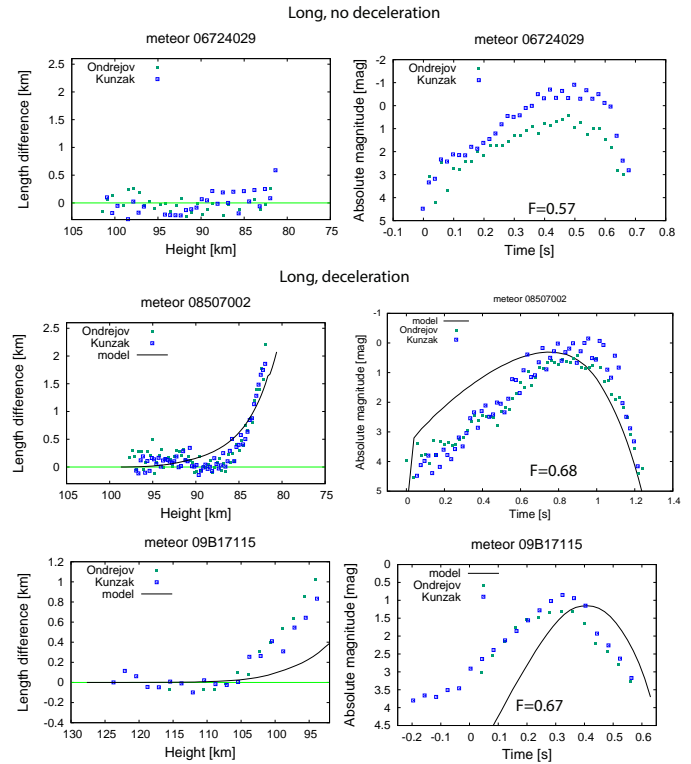 Long, no deceleration
meteor 06724029
Ondrejov
Kunzak
Length difference [km]
2.5
2
1.5
1
0.5
0
105 100 95 90 85 80 75
Height [km]
meteor 06724029
Ondrejov
Kunzak
Absolute magnitude [mag]
-2
-1
0
1
2
3
4
5
F=0.57
-0.1 0 0.1 0.2 0.3 0.4 0.5 0.6 0.7 0.8
Time [s]
Long, deceleration
meteor 08507002
Ondrejov
Kunzak
model
Length difference [km]
2.5
2
1.5
1
0.5
0
105 100 95 90 85 80 75
Height [km]
meteor 08507002
model
Ondrejov
Kunzak
Absolute magnitude [mag]
-1
0
1
2
3
4
5
F=0.68
-0.2 0 0.2 0.4 0.6 0.8 1 1.2 1.4
Time [s]
meteor 09B17115
Ondrejov
Kunzak
model
Length difference [km]
1.2
1
0.8
0.6
0.4
0.2
0
-0.2
-0.4
130 125 120 115 110 105 100 95
Height [km]
meteor 09B17115
model
Ondrejov
Kunzak
Absolute magnitude [mag]
0
0.5
1
1.5
2
2.5
3
3.5
4
4.5
F=0.67
-0.2 -0.1 0 0.1 0.2 0.3 0.4 0.5 0.6
Time [s]